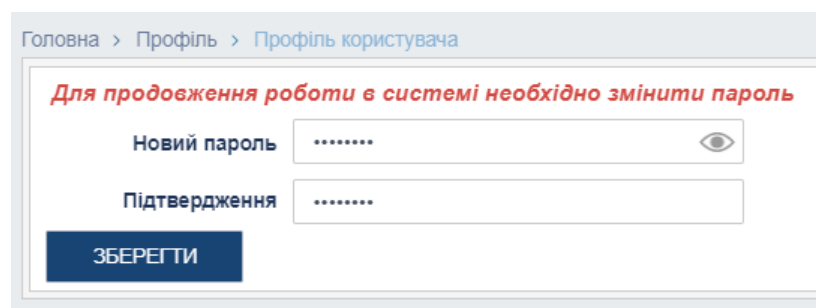 Головна > Профіль > Профіль користувача
Для продовження роботи в системі необхідно змінити пароль
Новий пароль ••••••••
Підтвердження ••••••••
ЗБЕРЕГТИ